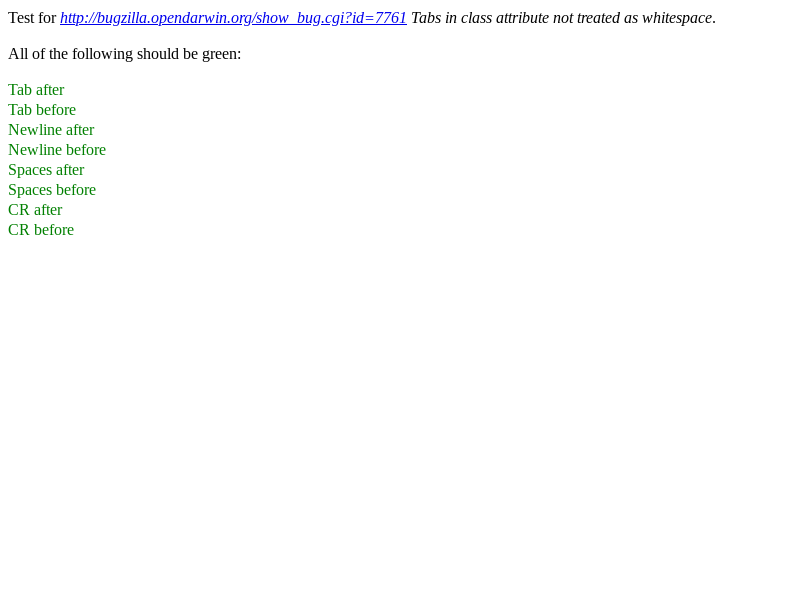 Test for http://bugzilla.opendarwin.org/show_bug.cgi?id=7761 Tabs in class attribute not treated as whitespace.
All of the following should be green:
Tab after
Tab before
Newline after
Newline before
Spaces after
Spaces before
CR after
CR before